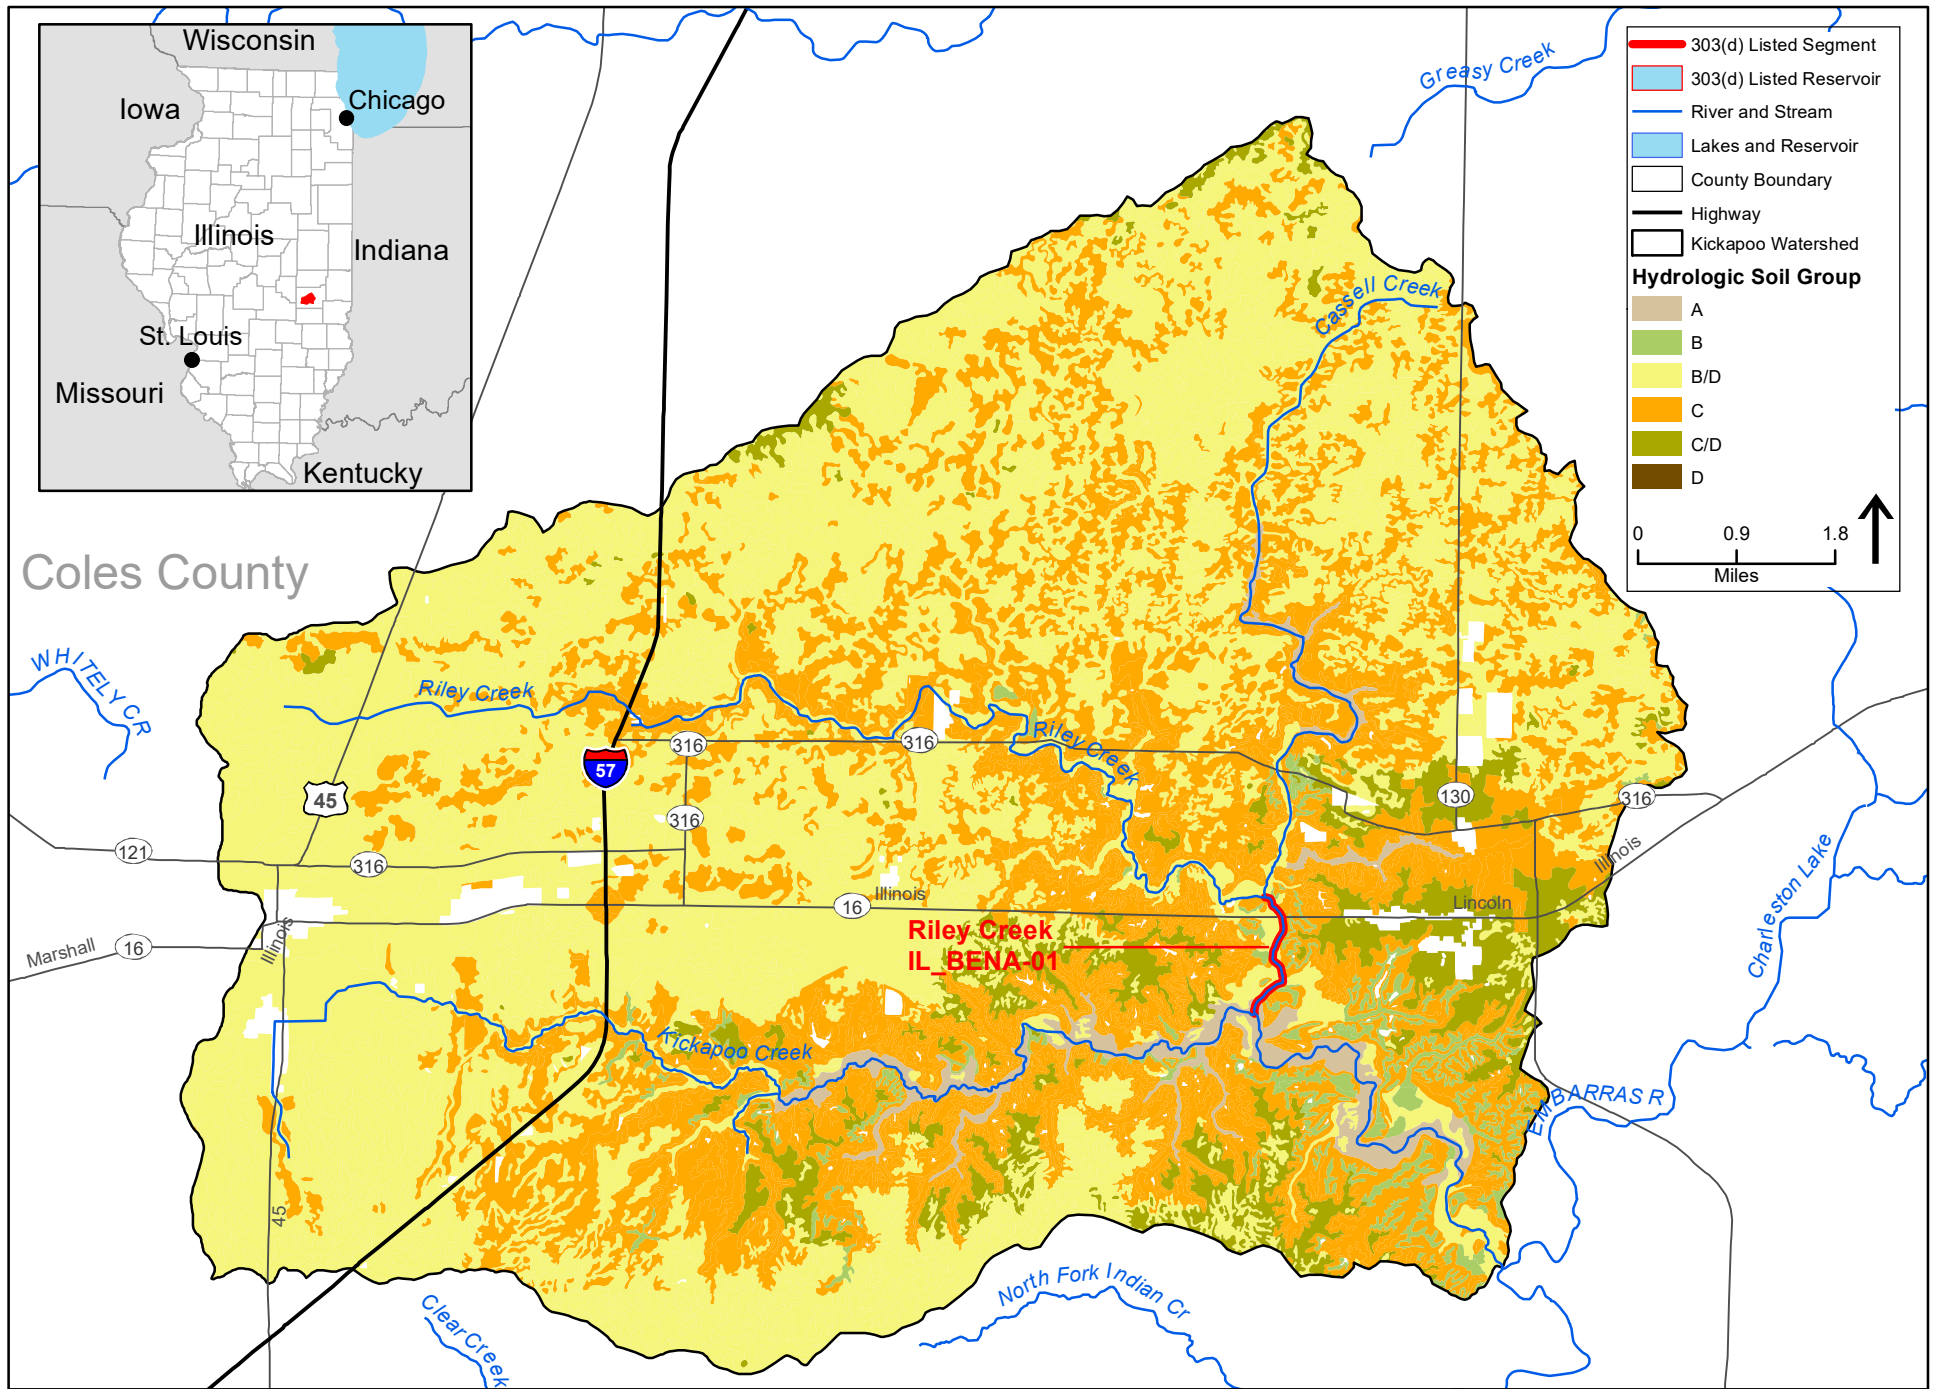 Wisconsin
Iowa
Chicago
Illinois
Indiana
St. Louis
Missouri
Kentucky
Greasy Creek
303(d) Listed Segment
303(d) Listed Reservoir
River and Stream
Lakes and Reservoir
County Boundary
Highway
Kickapoo Watershed
Hydrologic Soil Group
A
B
B/D
C
C/D
D
0 0.9 1.8
Miles
Cassell Creek
Coles County
WHITELY CR
Riley Creek
Riley Creek
316
316
57
45
316
130
316
121
316
Illinois
16
Illinois
Lincoln
Charleston Lake
Marshall
16
Illinois
Riley Creek
IL_BENA-01
Kickapoo Creek
EMBARRAS R
45
North Fork Indian Cr
Clear Creek